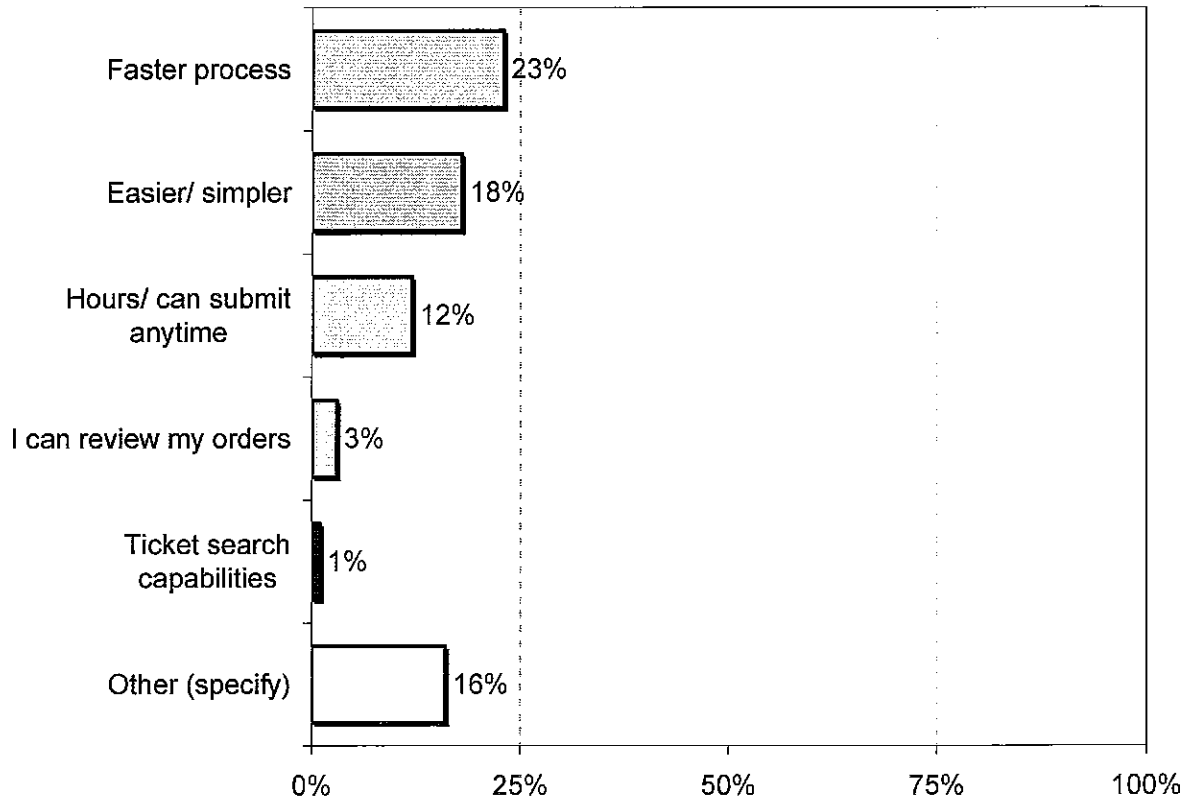 Faster process
23%
Easier/ simpler
18%
Hours/ can submit
anytime
12%
I can review my orders
3%
Ticket search
capabilities
1%
Other (specify)
16%
0%
25%
50%
75%
100%